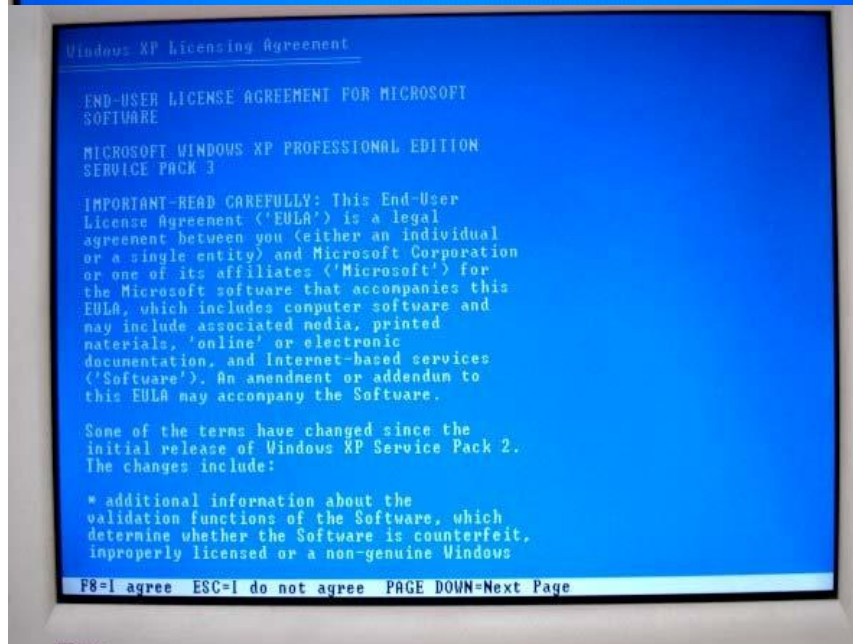 Windows XP Licensing Agreement
END-USER LICENSE AGREEMENT FOR MICROSOFT
SOFTWARE
MICROSOFT WINDOWS XP PROFESSIONAL EDITION
SERVICE PACK 3
IMPORTANT-READ CAREFULLY: This End-User
License Agreement ('EULA') is a legal
agreement between you (either an individual
or a single entity) and Microsoft Corporation
or one of its affiliates ('Microsoft') for
the Microsoft software that accompanies this
EULA, which includes computer software and
may include associated media, printed
materials, 'online' or electronic
documentation, and Internet-based services
('Software'). An amendment or addendum to
this EULA may accompany the Software.
Some of the terms have changed since the
initial release of Windows XP Service Pack 2.
The changes include:
* additional information about the
validation functions of the Software, which
determine whether the Software is counterfeit,
improperly licensed or a non-genuine Windows
F8=I agree ESC=I do not agree PAGE DOWN=Next Page